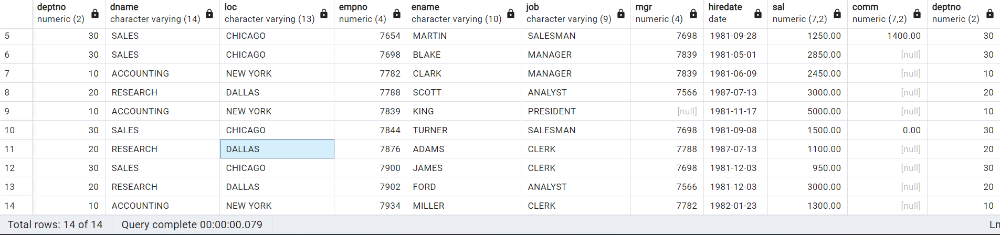 deptno dname loc empno ename job mgr hiredate sal comm deptno
numeric (2) character varying (14) character varying (13) numeric (4) character varying (10) character varying (9) numeric (4) date numeric (7,2) numeric (7,2) numeric (2)
5 30 SALES CHICAGO 7654 MARTIN SALESMAN 7698 1981-09-28 1250.00 1400.00 30
6 30 SALES CHICAGO 7698 BLAKE MANAGER 7839 1981-05-01 2850.00 [null] 30
7 10 ACCOUNTING NEW YORK 7782 CLARK MANAGER 7839 1981-06-09 2450.00 [null] 10
8 20 RESEARCH DALLAS 7788 SCOTT ANALYST 7566 1987-07-13 3000.00 [null] 20
9 10 ACCOUNTING NEW YORK 7839 KING PRESIDENT [null] 1981-11-17 5000.00 [null] 10
10 30 SALES CHICAGO 7844 TURNER SALESMAN 7698 1981-09-08 1500.00 0.00 30
11 20 RESEARCH DALLAS 7876 ADAMS CLERK 7788 1987-07-13 1100.00 [null] 20
12 30 SALES CHICAGO 7900 JAMES CLERK 7698 1981-12-03 950.00 [null] 30
13 20 RESEARCH DALLAS 7902 FORD ANALYST 7566 1981-12-03 3000.00 [null] 20
14 10 ACCOUNTING NEW YORK 7934 MILLER CLERK 7782 1982-01-23 1300.00 [null] 10
Total rows: 14 of 14 Query complete 00:00:00.079 Ln